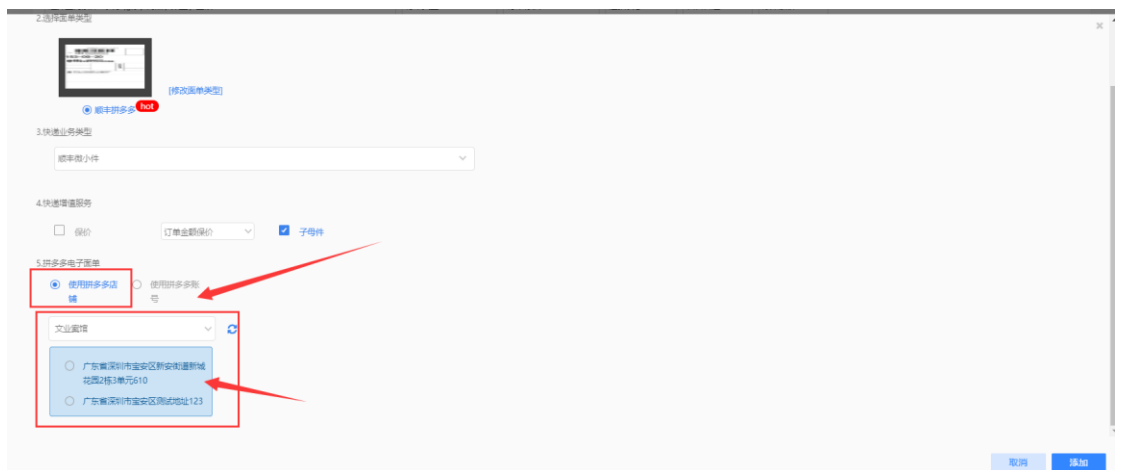 2.选择面单类型
[修改面单类型]
顺丰拼多多 hot
3.快递业务类型
顺丰微小件
4.快递增值服务
保价 订单金额保价 子母件
5.拼多多电子面单
使用拼多多店 使用拼多多账
铺 号
广东省深圳市宝安区新安街道新城
花园2栋3单元610
广东省深圳市宝安区测试地址123
取消 添加